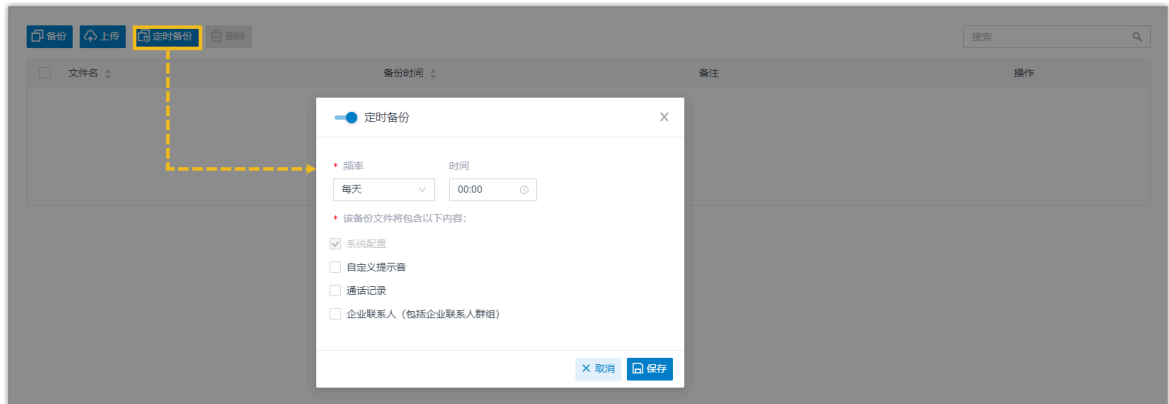 备份 上传 定时备份 删除 搜索
文件名 备份时间 备注 操作
定时备份
* 频率 时间
每天 00:00
* 该备份文件将包含以下内容：
系统配置
自定义提示音
通话记录
企业联系人（包括企业联系人群组）
取消 保存